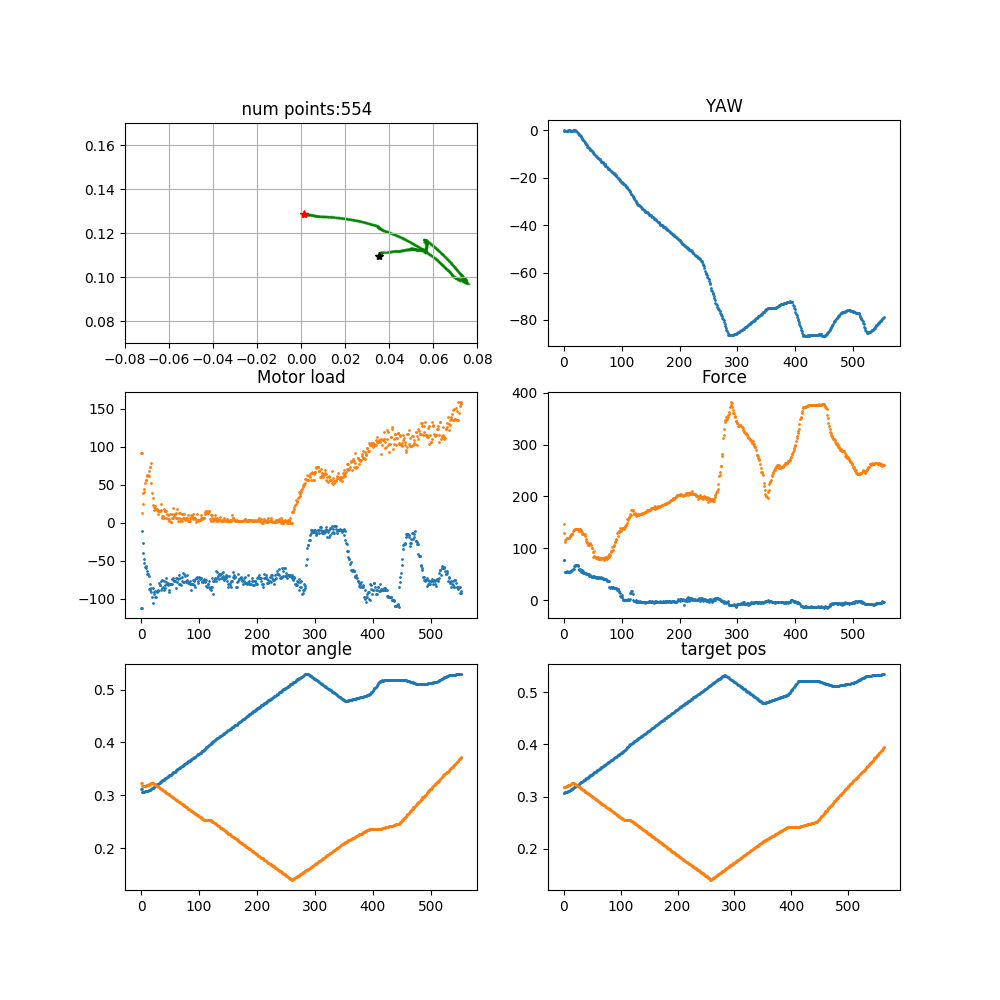 num points:554
YAW
0.16
0.14
0.12
0.10
0.08
−0.08 −0.06 −0.04 −0.02 0.00 0.02 0.04 0.06 0.08
0
−20
−40
−60
−80
0 100 200 300 400 500
Motor load
Force
150
100
50
0
−50
−100
0 100 200 300 400 500
400
300
200
100
0
0 100 200 300 400 500
motor angle
target pos
0.5
0.4
0.3
0.2
0 100 200 300 400 500
0.5
0.4
0.3
0.2
0 100 200 300 400 500